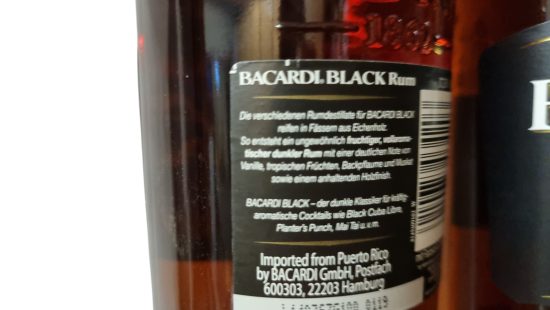 1862
BACARDI. BLACK Rum
Die verschiedenen Rumdestillate für BACARDI BLACK
reifen in Fässern aus Eichenholz.
So entsteht ein ungewöhnlich fruchtiger, vollaroma-
tischer dunkler Rum mit einer deutlichen Note von
Vanille, tropischen Früchten, Backpflaume und Muskat
sowie einem anhaltenden Holzfinish.
BACARDI BLACK – der dunkle Klassiker für kräftig-
aromatische Cocktails wie Black Cuba Libre,
Planter's Punch, Mai Tai u.v.m.
Imported from Puerto Rico
by BACARDI GmbH, Postfach
600303, 22203 Hamburg